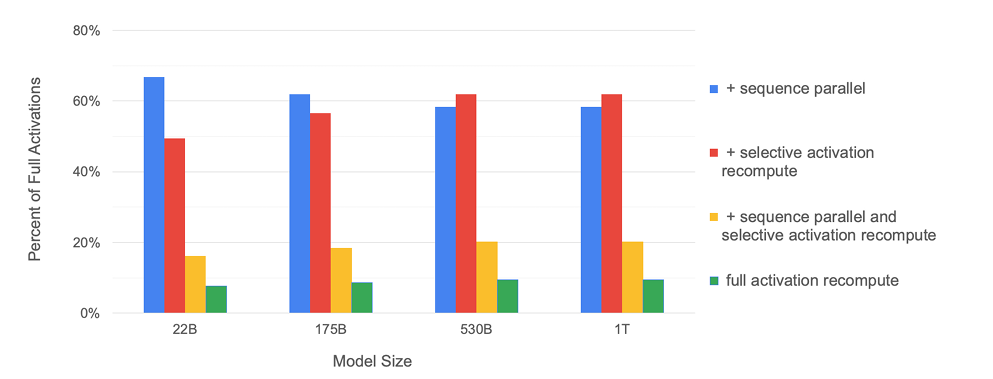 80%
60%
40%
20%
0%
Percent of Full Activations
22B
175B
530B
1T
Model Size
+ sequence parallel
+ selective activation
recompute
+ sequence parallel and
selective activation recompute
full activation recompute